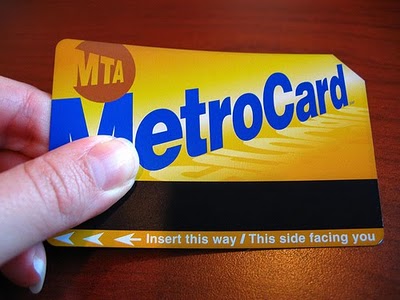 MTA
MetroCard
Insert this way / This side facing you